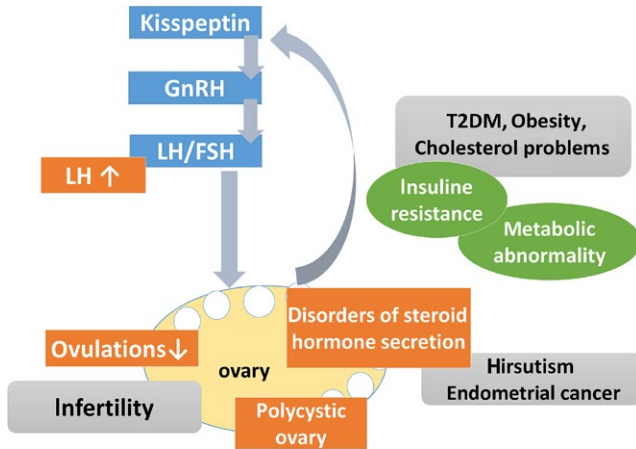 Kisspeptin
GnRH
LH/FSH
LH ↑
T2DM, Obesity,
Cholesterol problems
Insuline
resistance
Metabolic
abnormality
Disorders of steroid
hormone secretion
Ovulations↓
ovary
Infertility
Polycystic
ovary
Hirsutism
Endometrial cancer